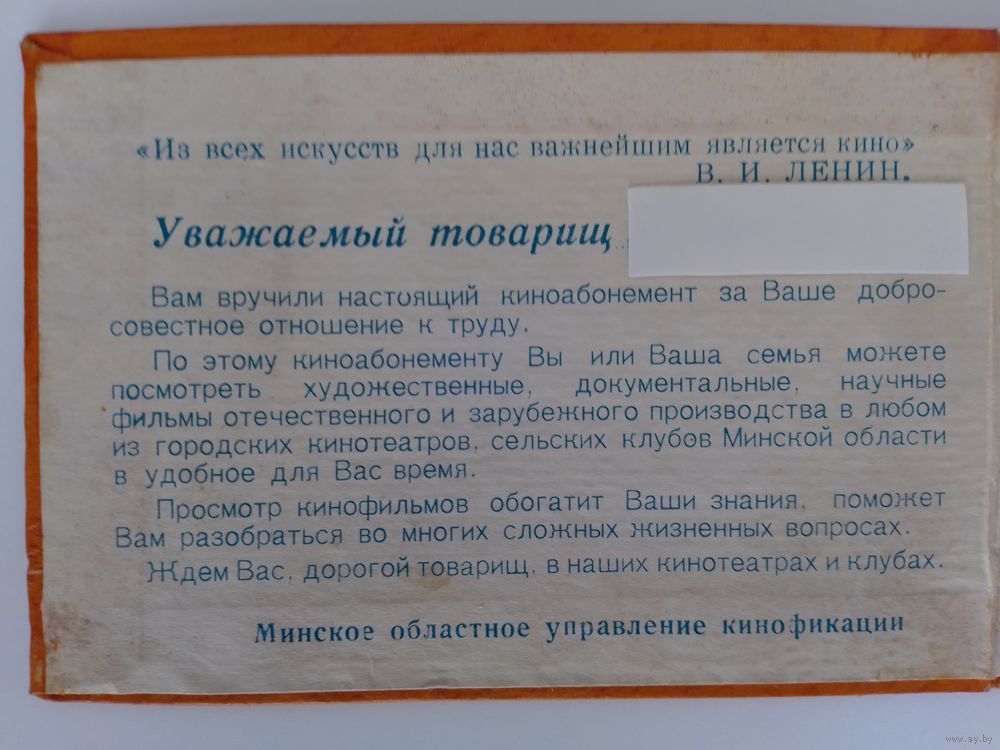 «Из всех искусств для нас важнейшим является кино»
В. И. ЛЕНИН.
Уважаемый товарищ
Вам вручили настоящий киноабонемент за Ваше добро-
совестное отношение к труду.
По этому киноабонементу Вы или Ваша семья можете
посмотреть художественные, документальные, научные
фильмы отечественного и зарубежного производства в любом
из городских кинотеатров, сельских клубов Минской области
в удобное для Вас время.
Просмотр кинофильмов обогатит Ваши знания, поможет
Вам разобраться во многих сложных жизненных вопросах.
Ждем Вас, дорогой товарищ, в наших кинотеатрах и клубах.
Минское областное управление кинофикации
www.ay.by